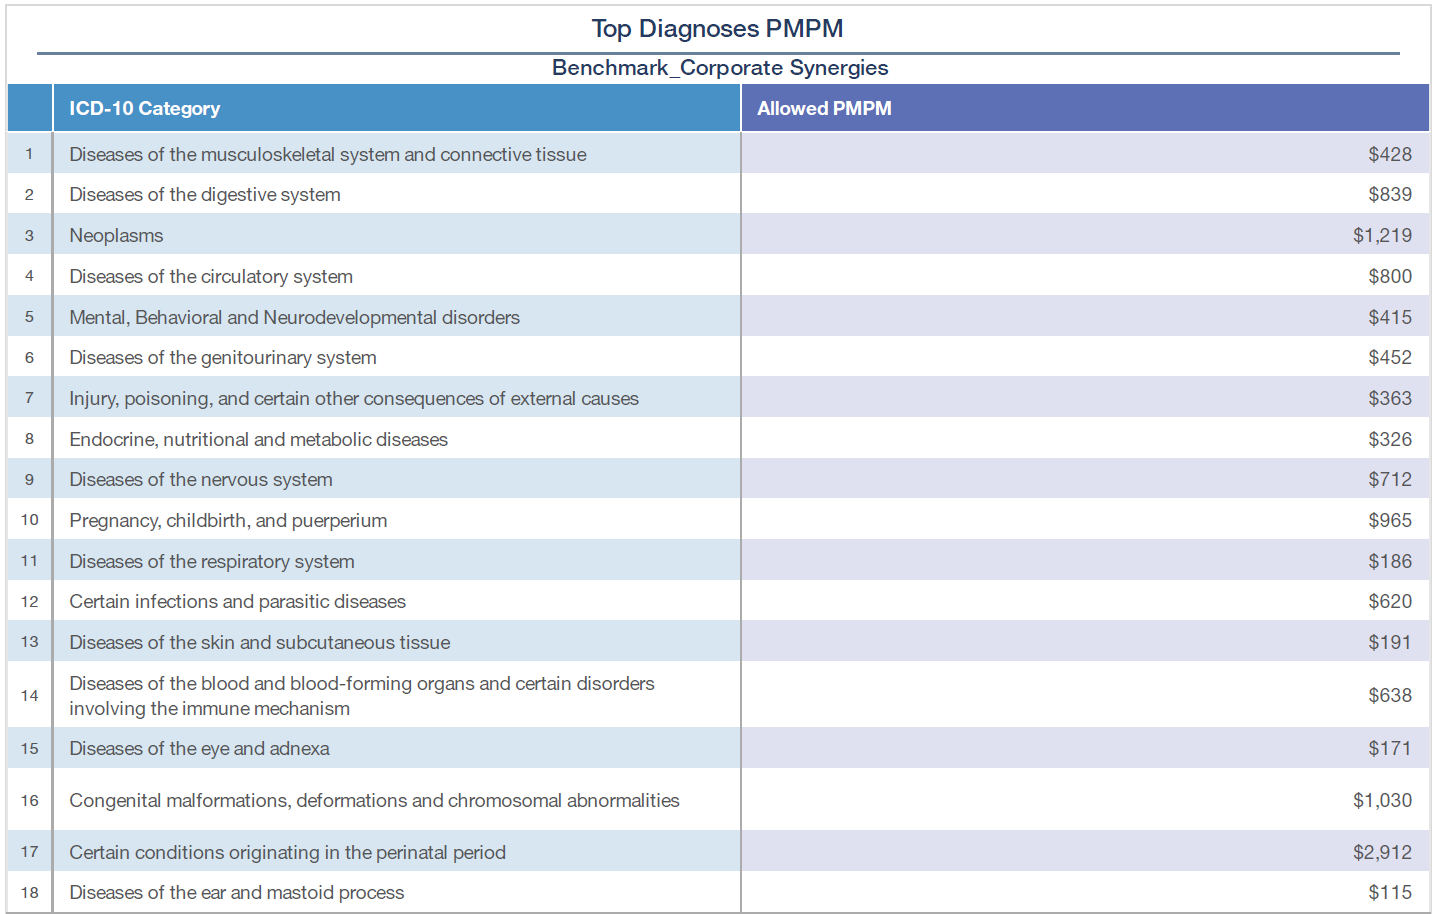 Top Diagnoses PMPM
Benchmark_Corporate Synergies
ICD-10 Category Allowed PMPM
1 Diseases of the musculoskeletal system and connective tissue $428
2 Diseases of the digestive system $839
3 Neoplasms $1,219
4 Diseases of the circulatory system $800
5 Mental, Behavioral and Neurodevelopmental disorders $415
6 Diseases of the genitourinary system $452
7 Injury, poisoning, and certain other consequences of external causes $363
8 Endocrine, nutritional and metabolic diseases $326
9 Diseases of the nervous system $712
10 Pregnancy, childbirth, and puerperium $965
11 Diseases of the respiratory system $186
12 Certain infections and parasitic diseases $620
13 Diseases of the skin and subcutaneous tissue $191
14 Diseases of the blood and blood-forming organs and certain disorders
involving the immune mechanism $638
15 Diseases of the eye and adnexa $171
16 Congenital malformations, deformations and chromosomal abnormalities $1,030
17 Certain conditions originating in the perinatal period $2,912
18 Diseases of the ear and mastoid process $115